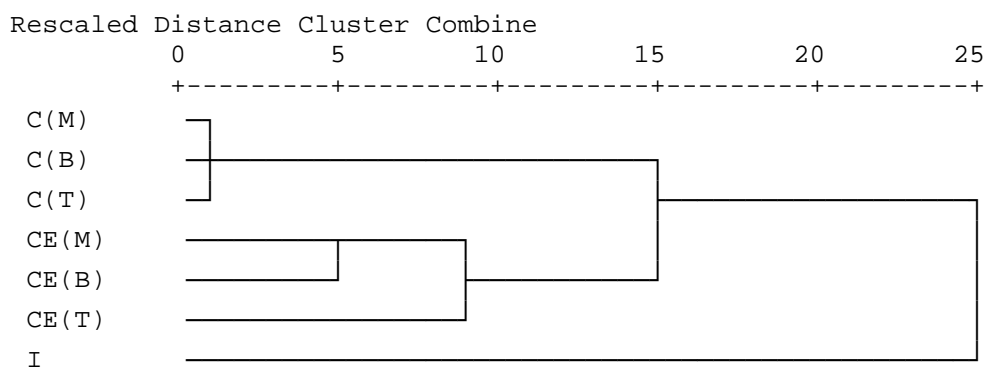 Rescaled Distance Cluster Combine
0 5 10 15 20 25
+---------+---------+---------+---------+---------+
C(M)
C(B)
C(T)
CE(M)
CE(B)
CE(T)
I